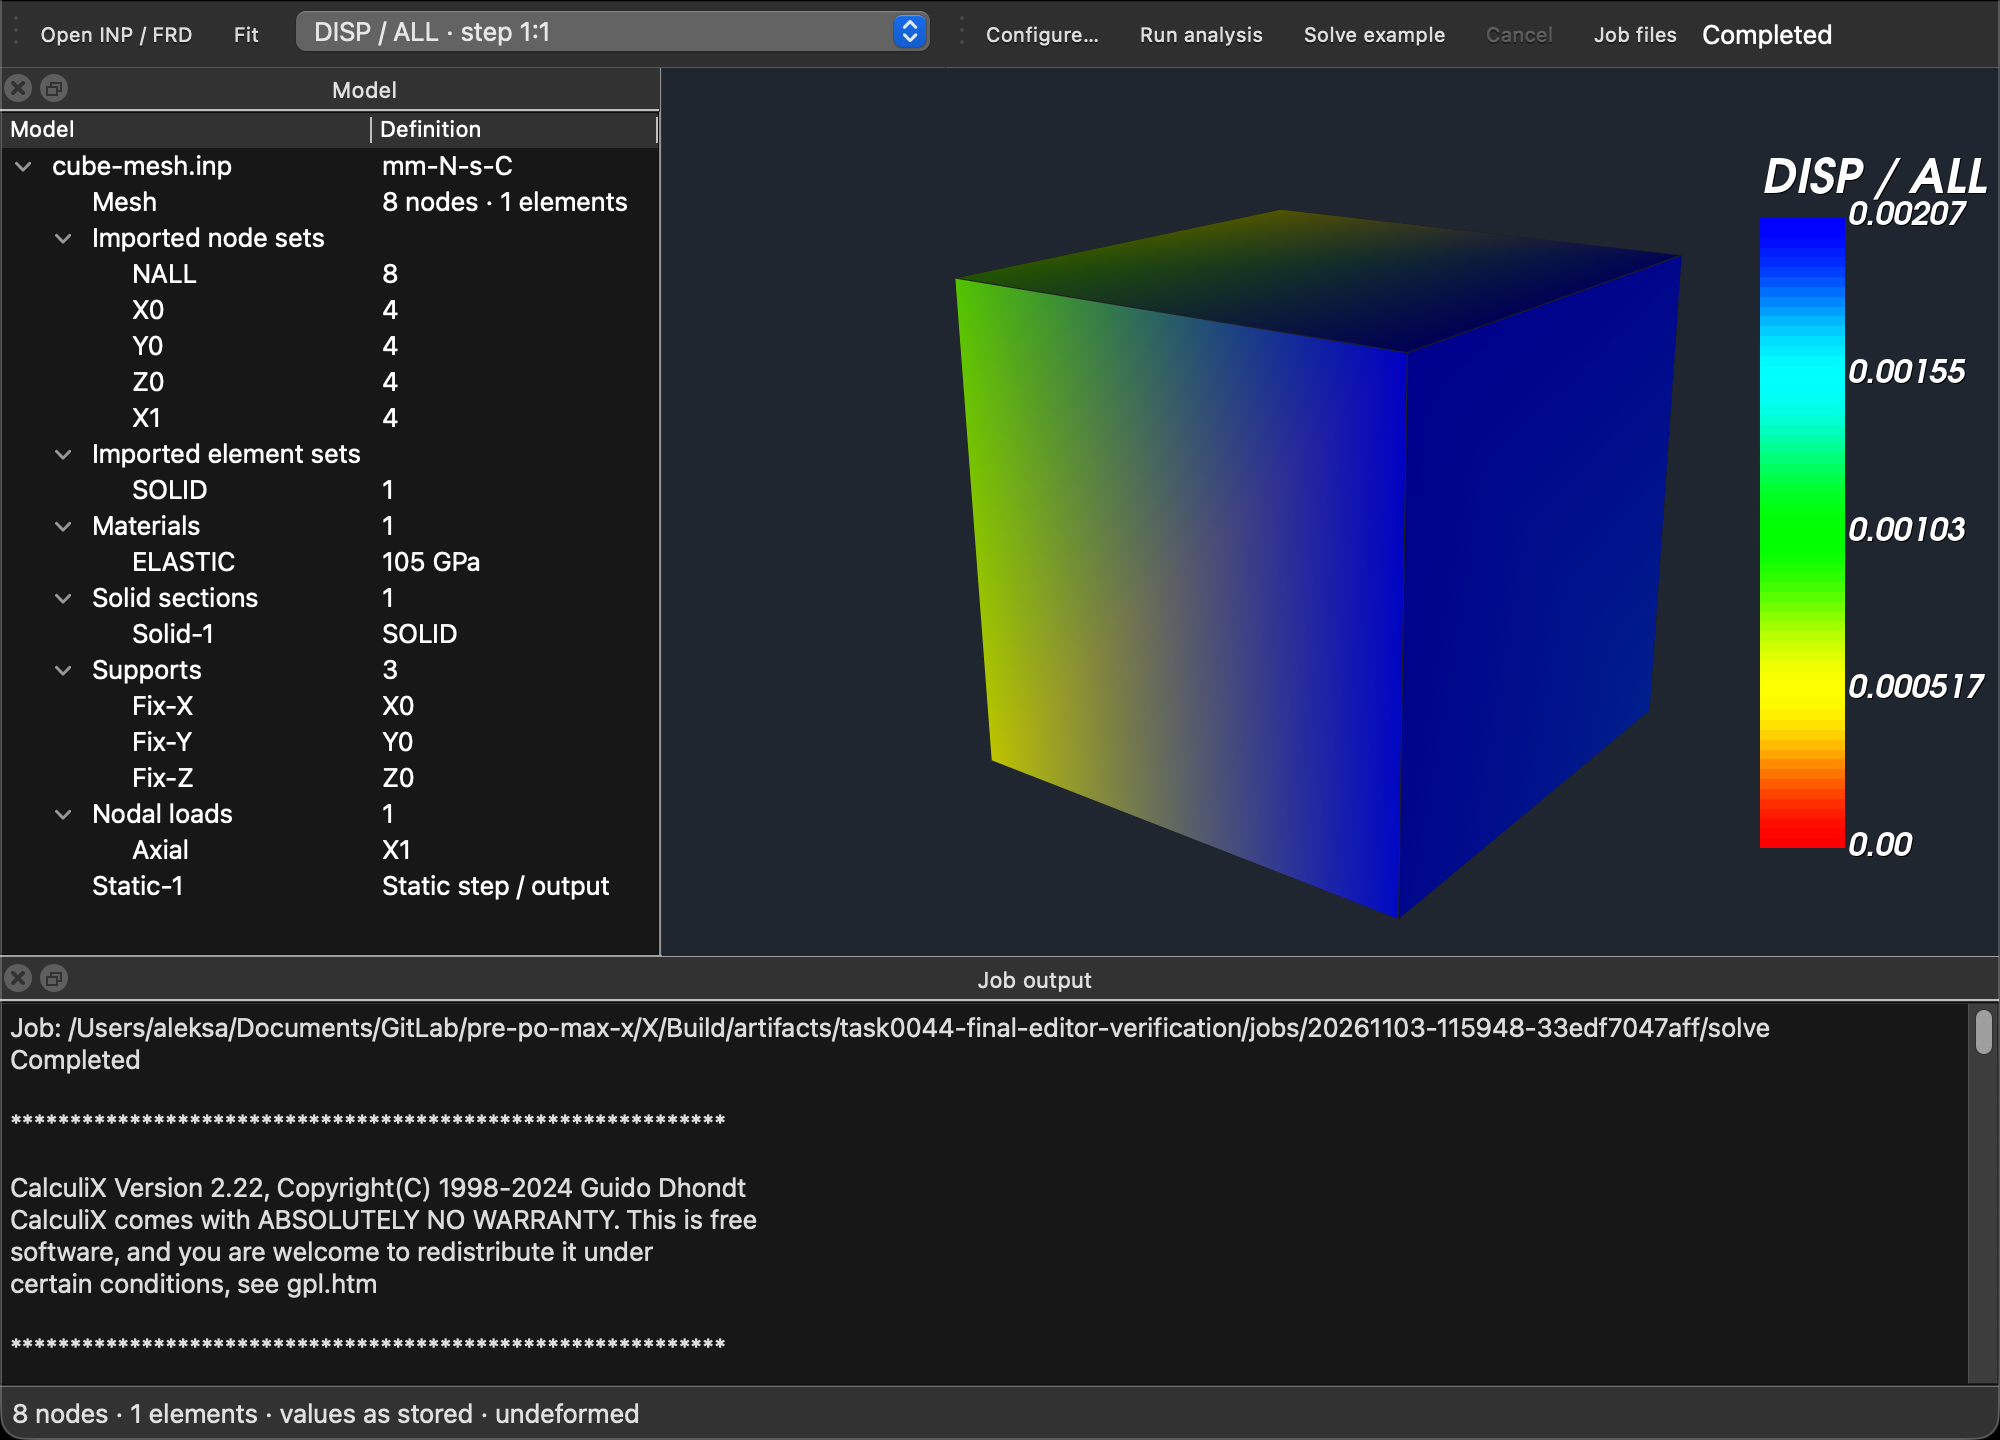 Open INP / FRD Fit DISP / ALL · step 1:1 Configure... Run analysis Solve example Cancel Job files Completed
Model
Model Definition
cube-mesh.inp mm-N-s-C
Mesh 8 nodes · 1 elements
Imported node sets
NALL 8
X0 4
Y0 4
Z0 4
X1 4
Imported element sets
SOLID 1
Materials 1
ELASTIC 105 GPa
Solid sections 1
Solid-1 SOLID
Supports 3
Fix-X X0
Fix-Y Y0
Fix-Z Z0
Nodal loads 1
Axial X1
Static-1 Static step / output
DISP / ALL
0.00207
0.00155
0.00103
0.000517
0.00
Job output
Job: /Users/aleksa/Documents/GitLab/pre-po-max-x/X/Build/artifacts/task0044-final-editor-verification/jobs/20261103-115948-33edf7047aff/solve
Completed
************************************************************
CalculiX Version 2.22, Copyright(C) 1998-2024 Guido Dhondt
CalculiX comes with ABSOLUTELY NO WARRANTY. This is free
software, and you are welcome to redistribute it under
certain conditions, see gpl.htm
************************************************************
8 nodes · 1 elements · values as stored · undeformed